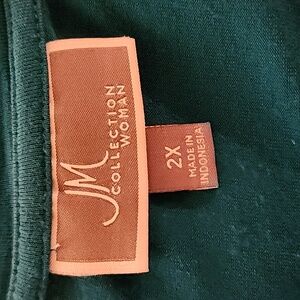 JM
COLLECTION
WOMAN
2X
MADE IN
INDONESIA